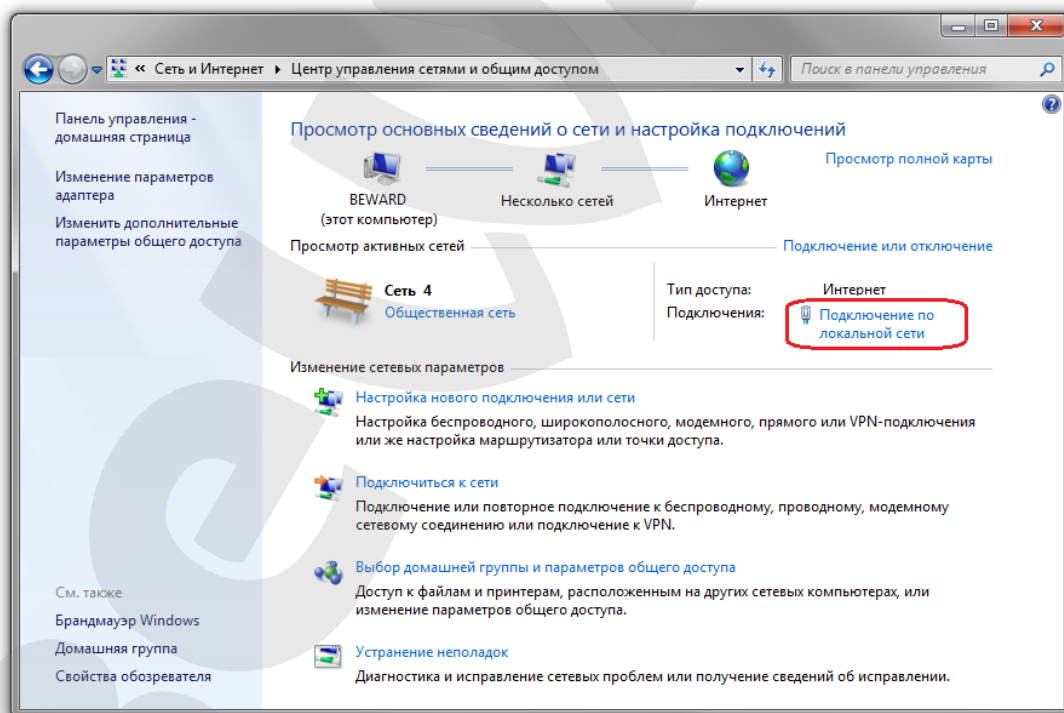 « Сеть и Интернет ▸ Центр управления сетями и общим доступом
Поиск в панели управления
Панель управления -
домашняя страница
Изменение параметров
адаптера
Изменить дополнительные
параметры общего доступа
См. также
Брандмауэр Windows
Домашняя группа
Свойства обозревателя
Просмотр основных сведений о сети и настройка подключений
Просмотр полной карты
BEWARD
(этот компьютер)
Несколько сетей
Интернет
Просмотр активных сетей
Подключение или отключение
Сеть 4
Общественная сеть
Тип доступа: Интернет
Подключения: Подключение по
локальной сети
Изменение сетевых параметров
Настройка нового подключения или сети
Настройка беспроводного, широкополосного, модемного, прямого или VPN-подключения
или же настройка маршрутизатора или точки доступа.
Подключиться к сети
Подключение или повторное подключение к беспроводному, проводному, модемному
сетевому соединению или подключение к VPN.
Выбор домашней группы и параметров общего доступа
Доступ к файлам и принтерам, расположенным на других сетевых компьютерах, или
изменение параметров общего доступа.
Устранение неполадок
Диагностика и исправление сетевых проблем или получение сведений об исправлении.